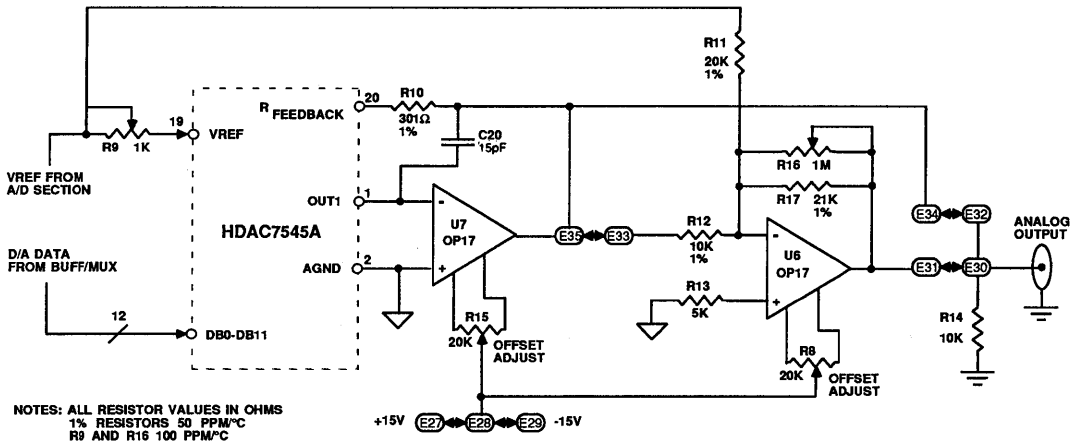 R11
20K
1%
R FEEDBACK
20
R10
301Ω
1%
C20
15pF
19
VREF
R9 1K
VREF FROM
A/D SECTION
R16 1M
R17 21K
1%
OUT1
1
HDAC7545A
U7
OP17
E34 E32
ANALOG
OUTPUT
E35 E33
R12
10K
1%
U6
OP17
E31 E30
D/A DATA
FROM BUFF/MUX
AGND
2
R13
5K
12
DB0-DB11
R15
20K
OFFSET
ADJUST
R14
10K
R8
20K
OFFSET
ADJUST
NOTES: ALL RESISTOR VALUES IN OHMS
1% RESISTORS 50 PPM/°C
R9 AND R16 100 PPM/°C
+15V E27 E28 E29 -15V